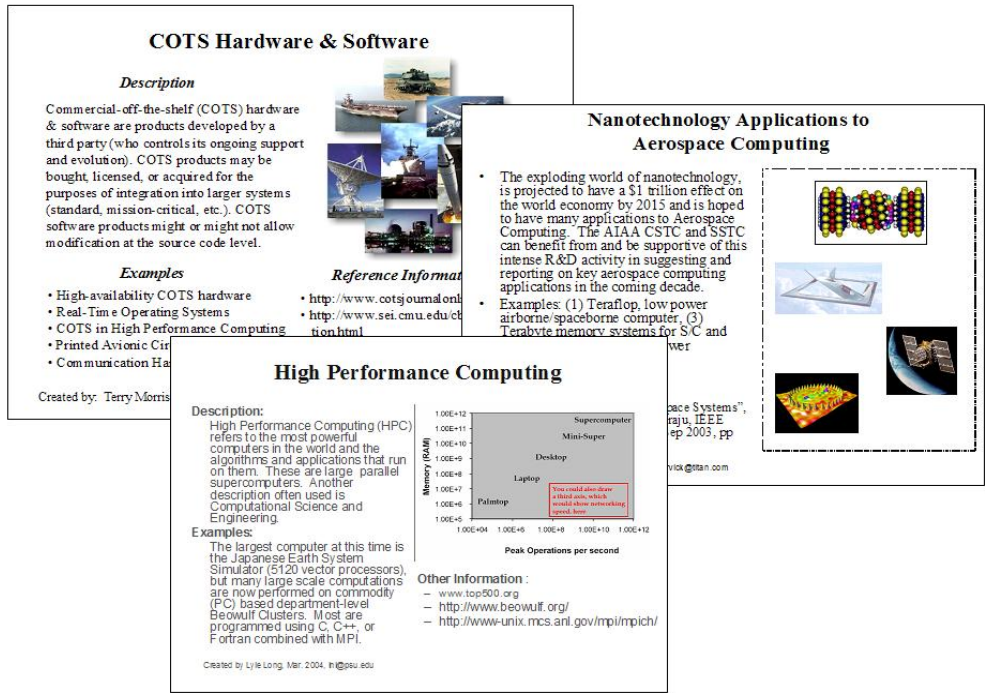 COTS Hardware & Software
Description
Commercial-off-the-shelf (COTS) hardware
& software are products developed by a
third party (who controls its ongoing support
and evolution). COTS products may be
bought, licensed, or acquired for the
purposes of integration into larger systems
(standard, mission-critical, etc.). COTS
software products might or might not allow
modification at the source code level.
Examples
• High-availability COTS hardware
• Real-Time Operating Systems
• COTS in High Performance Computing
• Printed Avionic
• Communication
Created by: Terry
Reference
• http://www.cotsjournalonl
• http://www.sei.cmu.edu/cb
tion.html
Nanotechnology Applications to
Aerospace Computing
• The exploding world of nanotechnology,
is projected to have a $1 trillion effect on
the world economy by 2015 and is hoped
to have many applications to Aerospace
Computing. The AIAA CSTC and SSTC
can benefit from and be supportive of this
intense R&D activity in suggesting and
reporting on key aerospace computing
applications in the coming decade.
• Examples: (1) Teraflop, low power
airborne/spaceborne computer, (3)
Terabyte memory systems for S/C and
wer
pace Systems”,
raju, IEEE
ep 2003, pp
vick@titan.com
High Performance Computing
Description:
High Performance Computing (HPC)
refers to the most powerful
computers in the world and the
algorithms and applications that run
on them. These are large parallel
supercomputers. Another
description often used is
Computational Science and
Engineering.
Examples:
The largest computer at this time is
the Japanese Earth System
Simulator (5120 vector processors),
but many large scale computations
are now performed on commodity
(PC) based department-level
Beowulf Clusters. Most are
programmed using C, C++, or
Fortran combined with MPI.
Created by Lyle Long, Mar. 2004, lnl@psu.edu
Memory (RAM)
1.00E+12
1.00E+11
1.00E+10
1.00E+9
1.00E+8
1.00E+7
1.00E+6
1.00E+5
Supercomputer
Mini-Super
Desktop
Laptop
Palmtop
You could also draw
a third axis, which
would show networking
speed, here
1.00E+04 1.00E+6 1.00E+8 1.00E+10 1.00E+12
Peak Operations per second
Other Information :
– www.top500.org
– http://www.beowulf.org/
– http://www-unix.mcs.anl.gov/mpi/mpich/